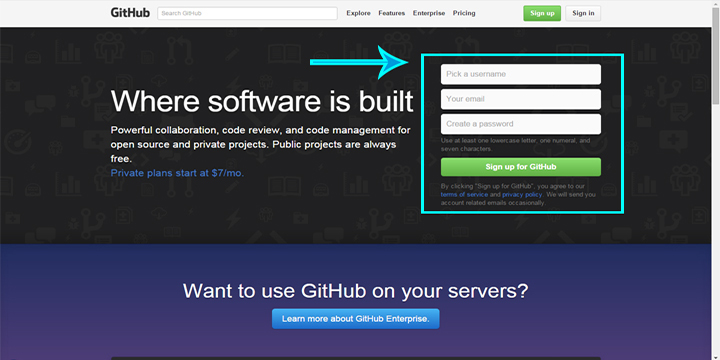 GitHub
Search GitHub
Explore Features Enterprise Pricing
Sign up
Sign in
Where software is built
Powerful collaboration, code review, and code management for
open source and private projects. Public projects are always
free.
Private plans start at $7/mo.
Pick a username
Your email
Create a password
Use at least one lowercase letter, one numeral, and
seven characters.
Sign up for GitHub
By clicking "Sign up for GitHub", you agree to our
terms of service and privacy policy. We will send you
account related emails occasionally.
Want to use GitHub on your servers?
Learn more about GitHub Enterprise.